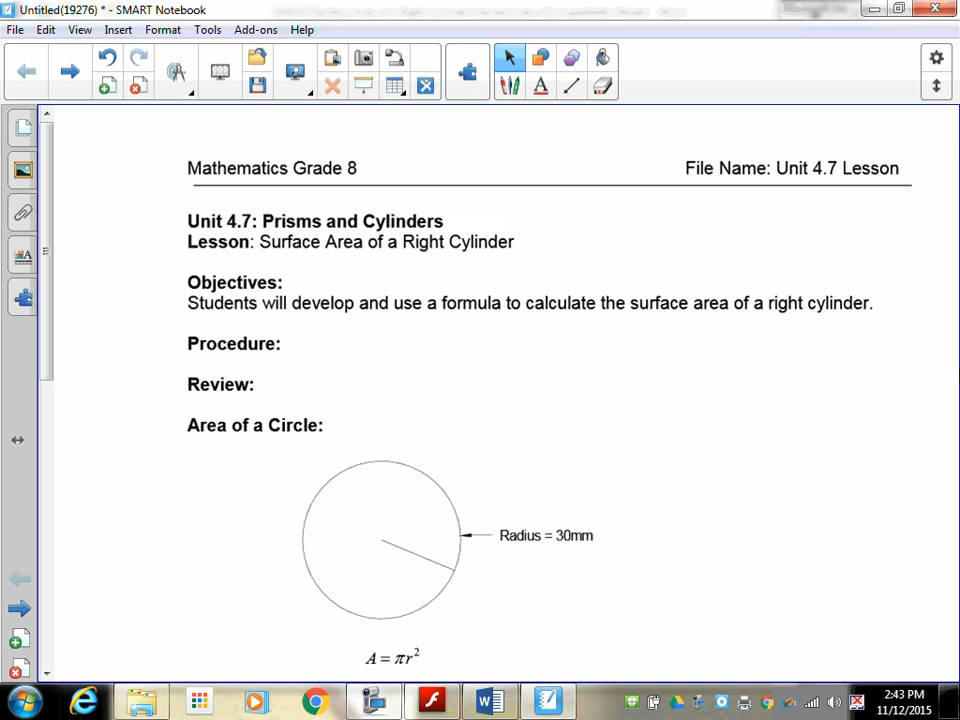 Untitled(19276) * - SMART Notebook
File Edit View Insert Format Tools Add-ons Help
Mathematics Grade 8 File Name: Unit 4.7 Lesson
Unit 4.7: Prisms and Cylinders
Lesson: Surface Area of a Right Cylinder
Objectives:
Students will develop and use a formula to calculate the surface area of a right cylinder.
Procedure:
Review:
Area of a Circle:
Radius = 30mm
A = πr²
2:43 PM
11/12/2015